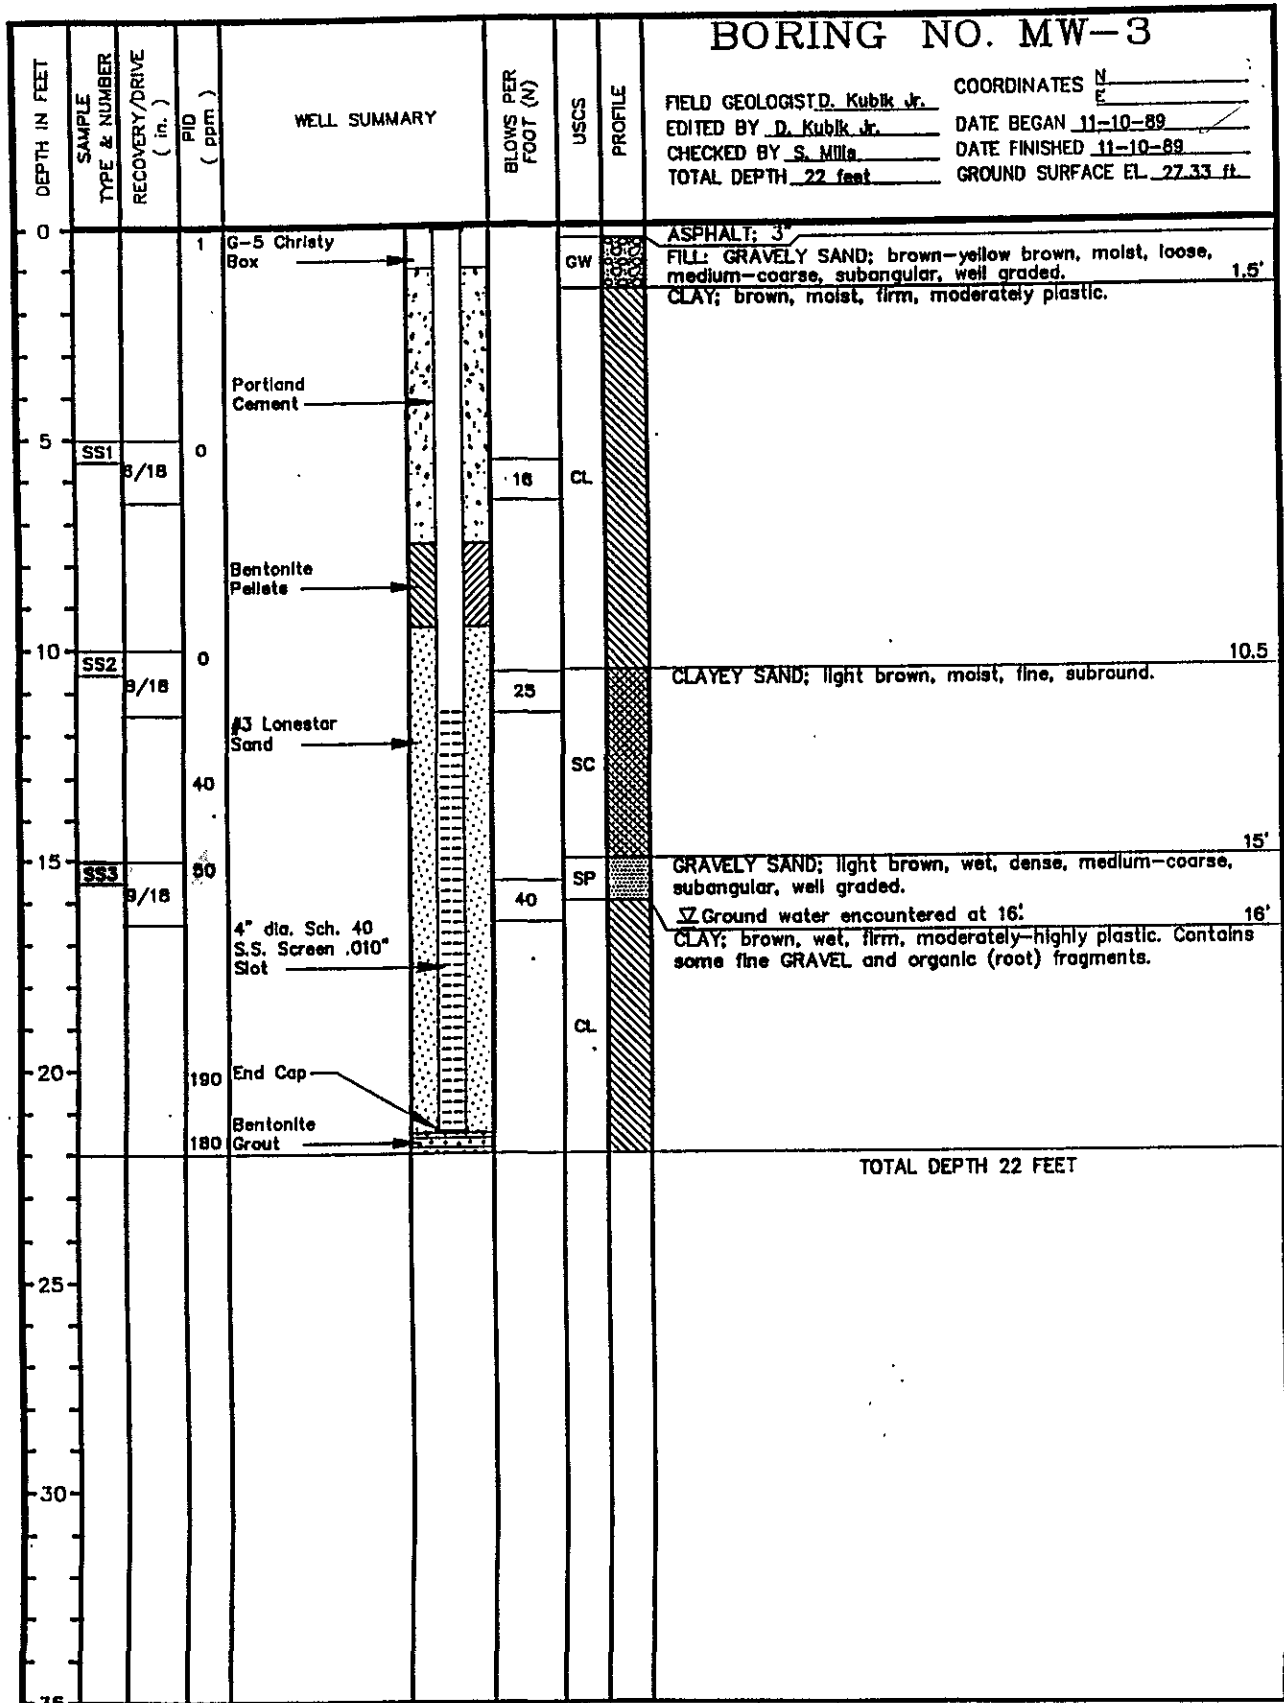 BORING NO. MW-3
DEPTH IN FEET
SAMPLE
TYPE & NUMBER
RECOVERY/DRIVE
( in. )
PID
( ppm )
WELL SUMMARY
BLOWS PER
FOOT (N)
USCS
PROFILE
FIELD GEOLOGIST D. Kubik Jr.
EDITED BY D. Kubik Jr.
CHECKED BY S. Mills
TOTAL DEPTH 22 feet
COORDINATES N
E
DATE BEGAN 11-10-89
DATE FINISHED 11-10-89
GROUND SURFACE EL. 27.33 ft.
0
1
G-5 Christy
Box
GW
ASPHALT; 3"
FILL: GRAVELY SAND; brown-yellow brown, moist, loose,
medium-coarse, subangular, well graded. 1.5'
CLAY; brown, moist, firm, moderately plastic.
Portland
Cement
5
SS1
/18
0
16
CL
Bentonite
Pellets
10
SS2
9/18
0
25
10.5
CLAYEY SAND; light brown, moist, fine, subround.
#3 Lonestar
Sand
40
SC
15'
15
SS3
9/18
40
SP
GRAVELY SAND; light brown, wet, dense, medium-coarse,
subangular, well graded.
Ground water encountered at 16'. 16'
CLAY; brown, wet, firm, moderately-highly plastic. Contains
some fine GRAVEL and organic (root) fragments.
4" dia. Sch. 40
S.S. Screen .010"
Slot
CL
20
190
End Cap
Bentonite
Grout
180
TOTAL DEPTH 22 FEET
25
30